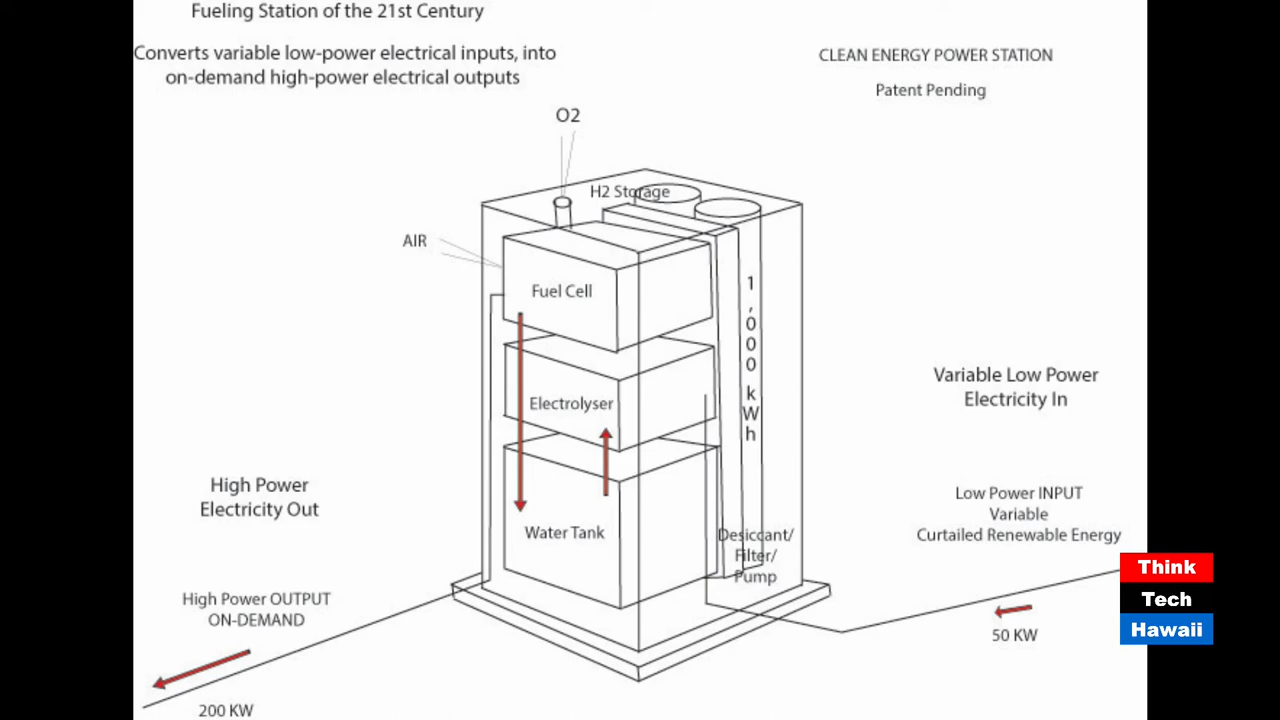 Fueling Station of the 21st Century
Converts variable low-power electrical inputs, into
on-demand high-power electrical outputs
CLEAN ENERGY POWER STATION
Patent Pending
O2
H2 Storage
AIR
Fuel Cell
1,000 kWh
Electrolyser
Variable Low Power
Electricity In
High Power
Electricity Out
Water Tank
Desiccant/
Filter/
Pump
Low Power INPUT
Variable
Curtailed Renewable Energy
Think
Tech
Hawaii
High Power OUTPUT
ON-DEMAND
50 KW
200 KW